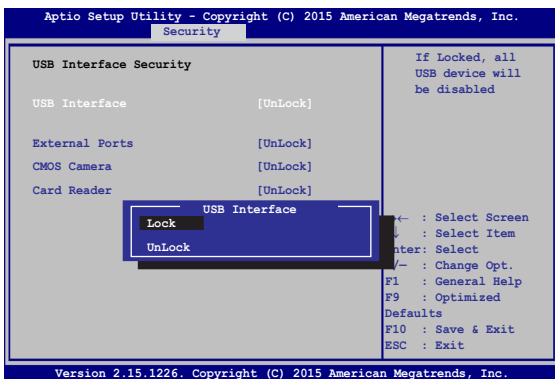 Aptio Setup Utility - Copyright (C) 2015 American Megatrends, Inc.
Security
USB Interface Security
USB Interface [UnLock]
External Ports [UnLock]
CMOS Camera [UnLock]
Card Reader [UnLock]
USB Interface
Lock
UnLock
If Locked, all
USB device will
be disabled
→← : Select Screen
↓ : Select Item
nter: Select
/— : Change Opt.
F1 : General Help
F9 : Optimized
Defaults
F10 : Save & Exit
ESC : Exit
Version 2.15.1226. Copyright (C) 2015 American Megatrends, Inc.